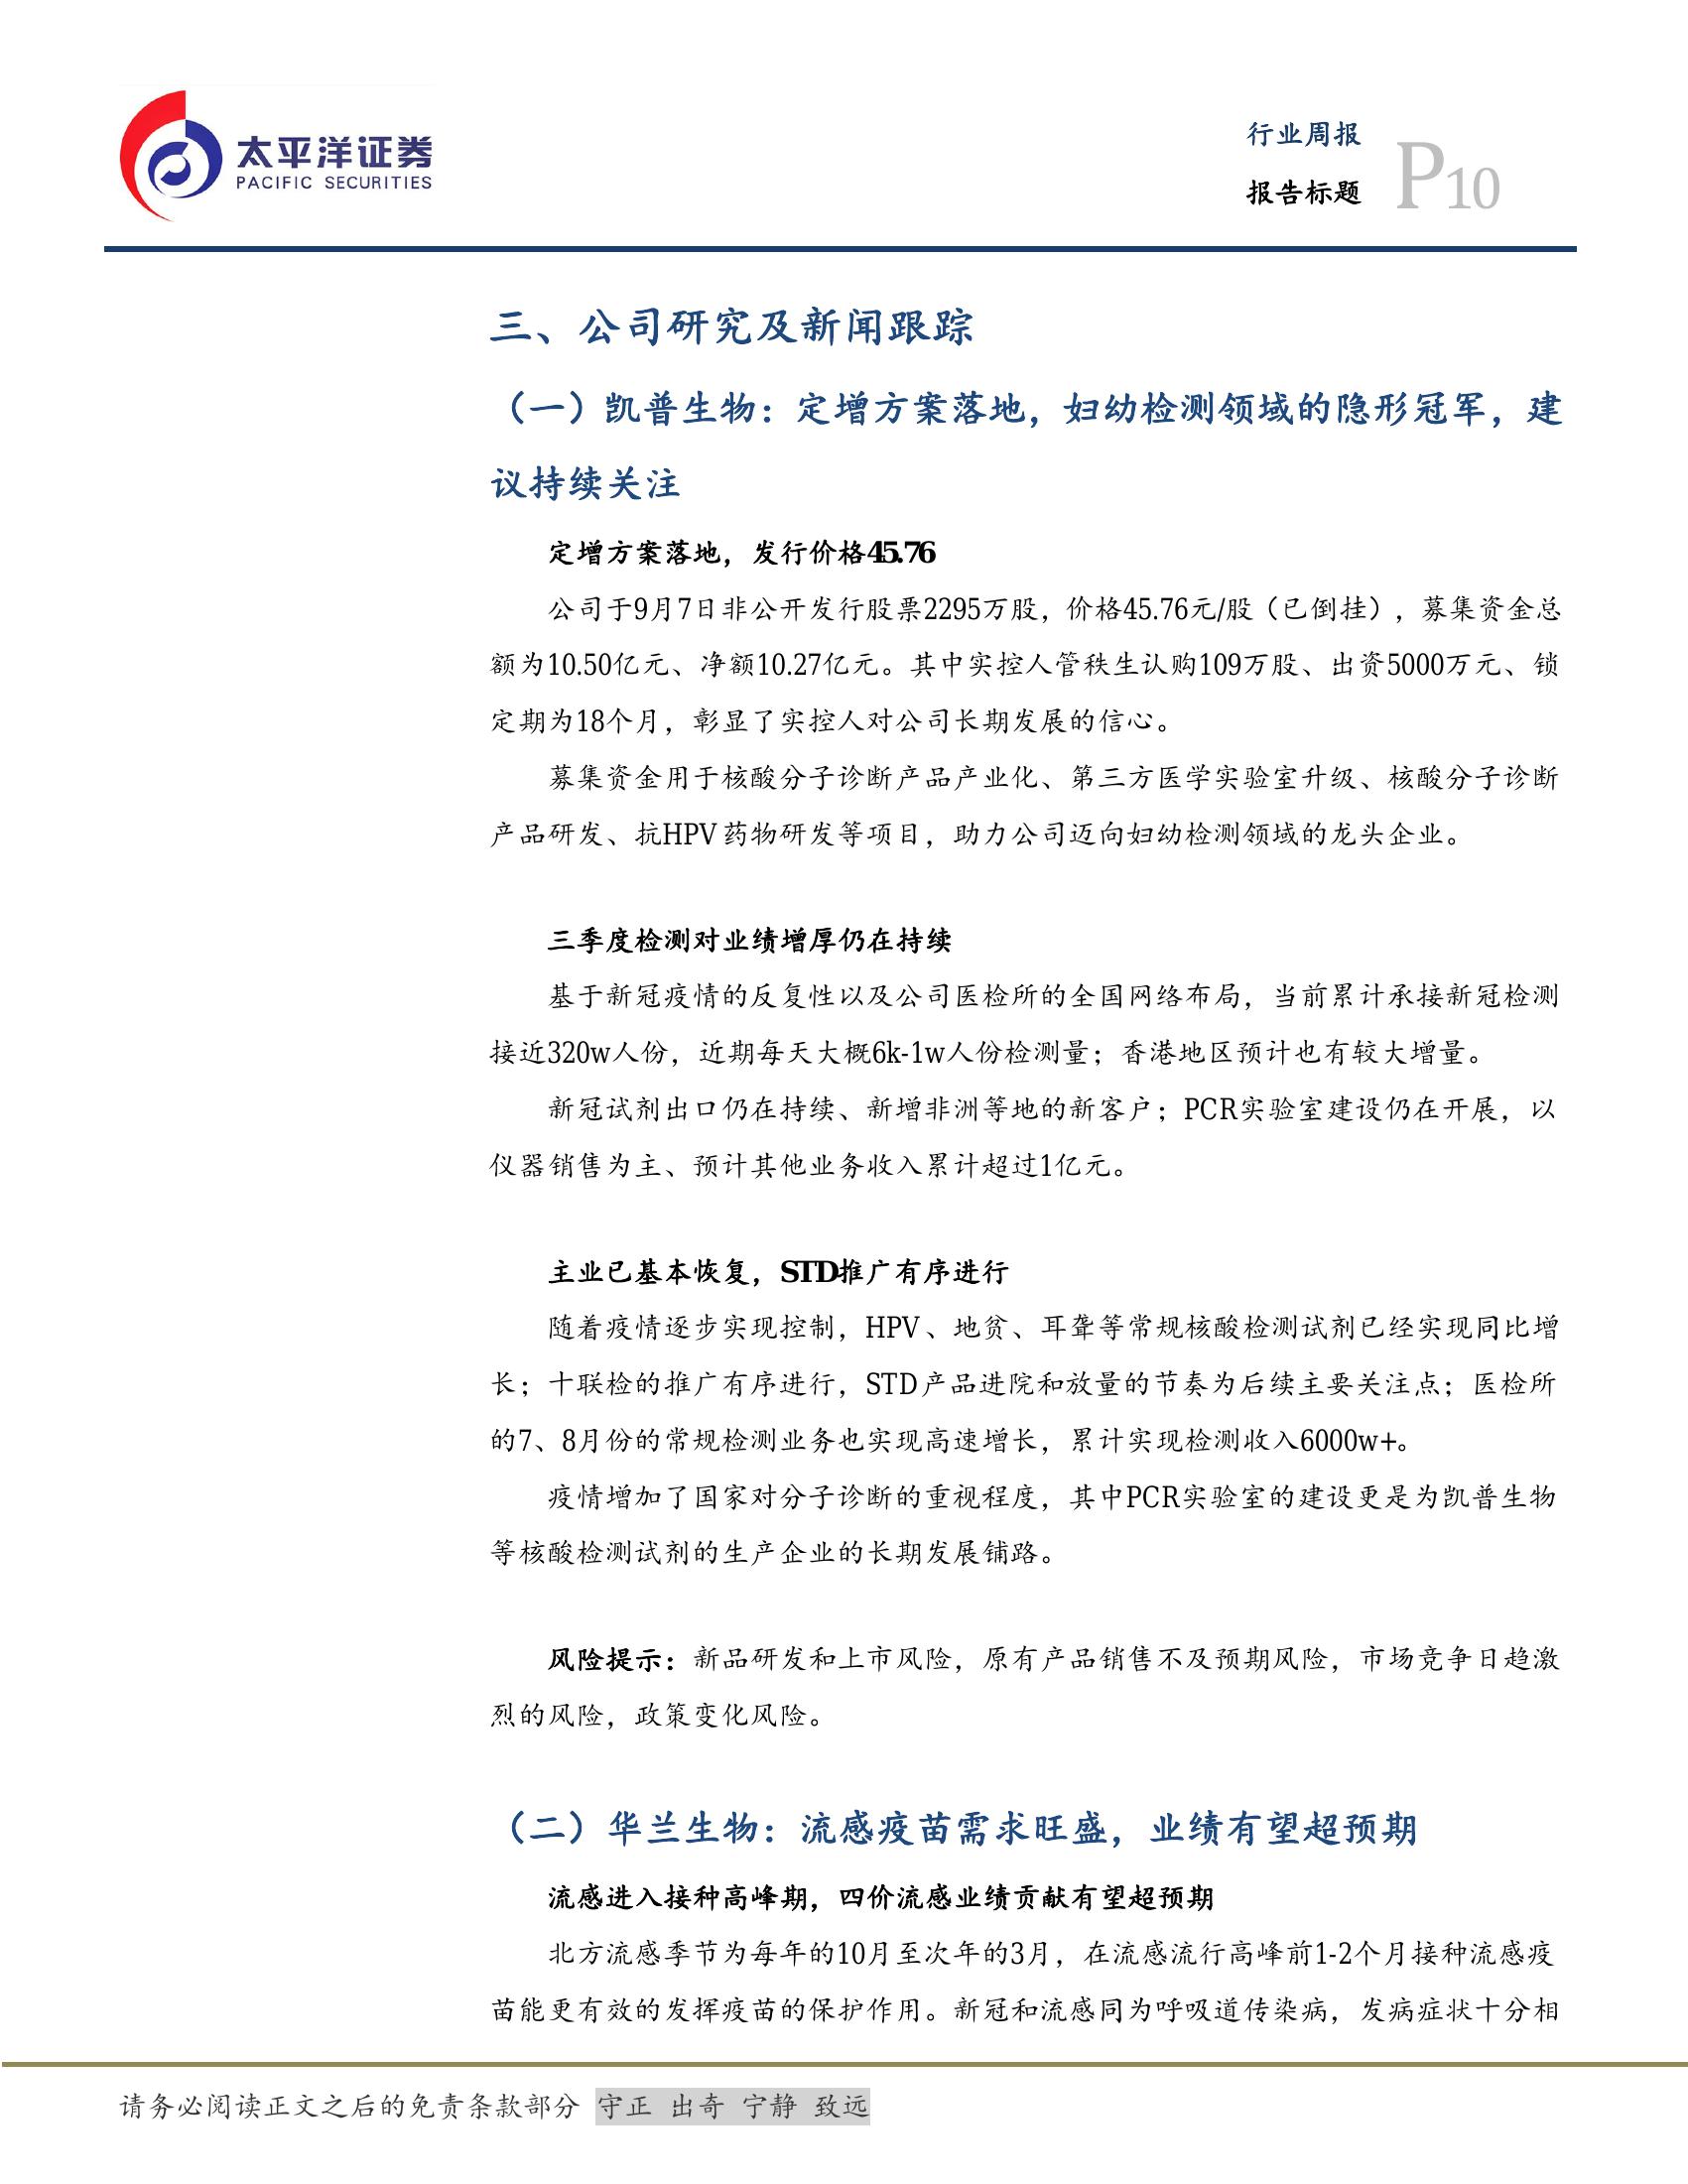 太平洋证券
PACIFIC SECURITIES
行业周报
报告标题
P10
三、公司研究及新闻跟踪
（一）凯普生物：定增方案落地，妇幼检测领域的隐形冠军，建
议持续关注
定增方案落地，发行价格45.76
公司于9月7日非公开发行股票2295万股，价格45.76元/股（已倒挂），募集资金总
额为10.50亿元、净额10.27亿元。其中实控人管秩生认购109万股、出资5000万元、锁
定期为18个月，彰显了实控人对公司长期发展的信心。
募集资金用于核酸分子诊断产品产业化、第三方医学实验室升级、核酸分子诊断
产品研发、抗HPV药物研发等项目，助力公司迈向妇幼检测领域的龙头企业。
三季度检测对业绩增厚仍在持续
基于新冠疫情的反复性以及公司医检所的全国网络布局，当前累计承接新冠检测
接近320w人份，近期每天大概6k-1w人份检测量；香港地区预计也有较大增量。
新冠试剂出口仍在持续、新增非洲等地的新客户；PCR实验室建设仍在开展，以
仪器销售为主、预计其他业务收入累计超过1亿元。
主业已基本恢复，STD推广有序进行
随着疫情逐步实现控制，HPV、地贫、耳聋等常规核酸检测试剂已经实现同比增
长；十联检的推广有序进行，STD产品进院和放量的节奏为后续主要关注点；医检所
的7、8月份的常规检测业务也实现高速增长，累计实现检测收入6000w+。
疫情增加了国家对分子诊断的重视程度，其中PCR实验室的建设更是为凯普生物
等核酸检测试剂的生产企业的长期发展铺路。
风险提示：新品研发和上市风险，原有产品销售不及预期风险，市场竞争日趋激
烈的风险，政策变化风险。
（二）华兰生物：流感疫苗需求旺盛，业绩有望超预期
流感进入接种高峰期，四价流感业绩贡献有望超预期
北方流感季节为每年的10月至次年的3月，在流感流行高峰前1-2个月接种流感疫
苗能更有效的发挥疫苗的保护作用。新冠和流感同为呼吸道传染病，发病症状十分相
请务必阅读正文之后的免责条款部分 守正 出奇 宁静 致远